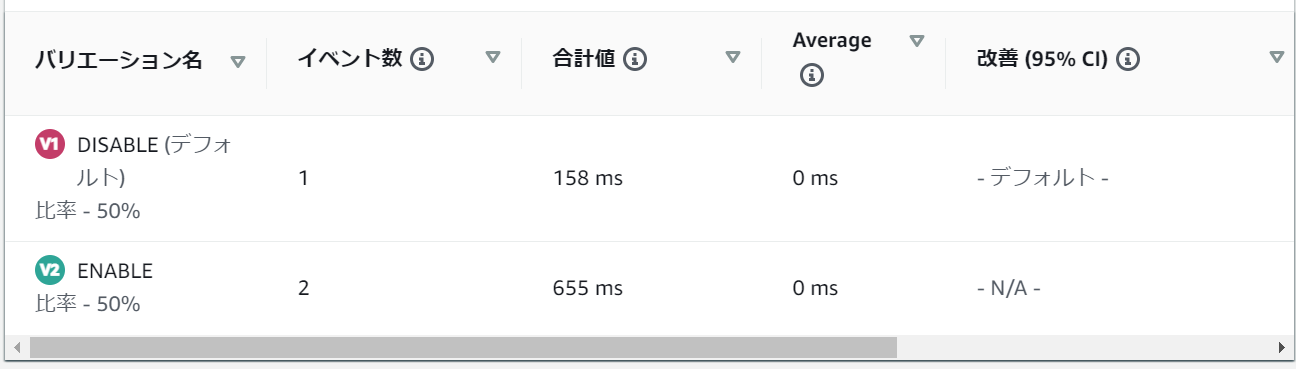 バリエーション名 イベント数 合計値 Average 改善 (95% CI)
V1 DISABLE (デフォ
ルト)
比率 - 50%
1 158 ms 0 ms - デフォルト -
V2 ENABLE
比率 - 50%
2 655 ms 0 ms - N/A -